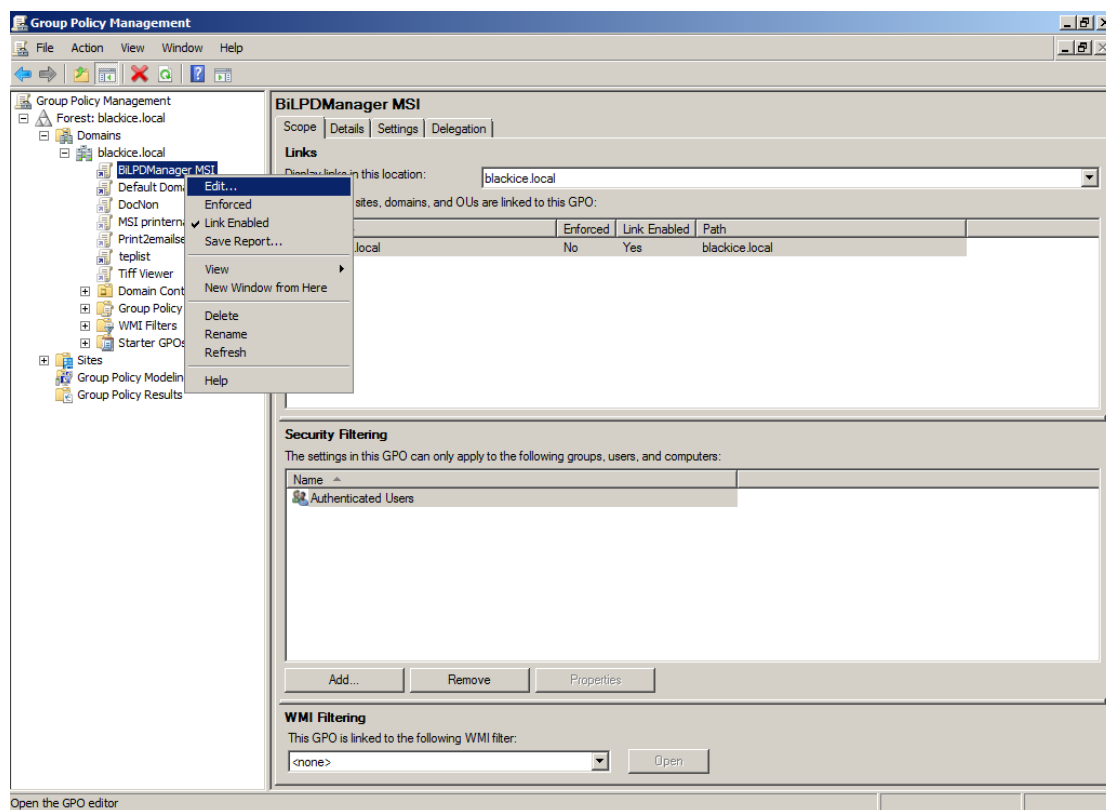 Group Policy Management
File Action View Window Help
Group Policy Management
Forest: blackice.local
Domains
blackice.local
BiLPDManager MSI
Default Dom
DocNon
MSI printerna
Print2emailse
teplist
Tiff Viewer
Domain Cont
Group Policy
WMI Filters
Starter GPOs
Sites
Group Policy Modelin
Group Policy Results
Edit...
Enforced
Link Enabled
Save Report...
View
New Window from Here
Delete
Rename
Refresh
Help
BiLPDManager MSI
Scope Details Settings Delegation
Links
Display links in this location: blackice.local
sites, domains, and OUs are linked to this GPO:
Enforced Link Enabled Path
.local No Yes blackice.local
Security Filtering
The settings in this GPO can only apply to the following groups, users, and computers:
Name
Authenticated Users
Add... Remove Properties
WMI Filtering
This GPO is linked to the following WMI filter:
<none> Open
Open the GPO editor